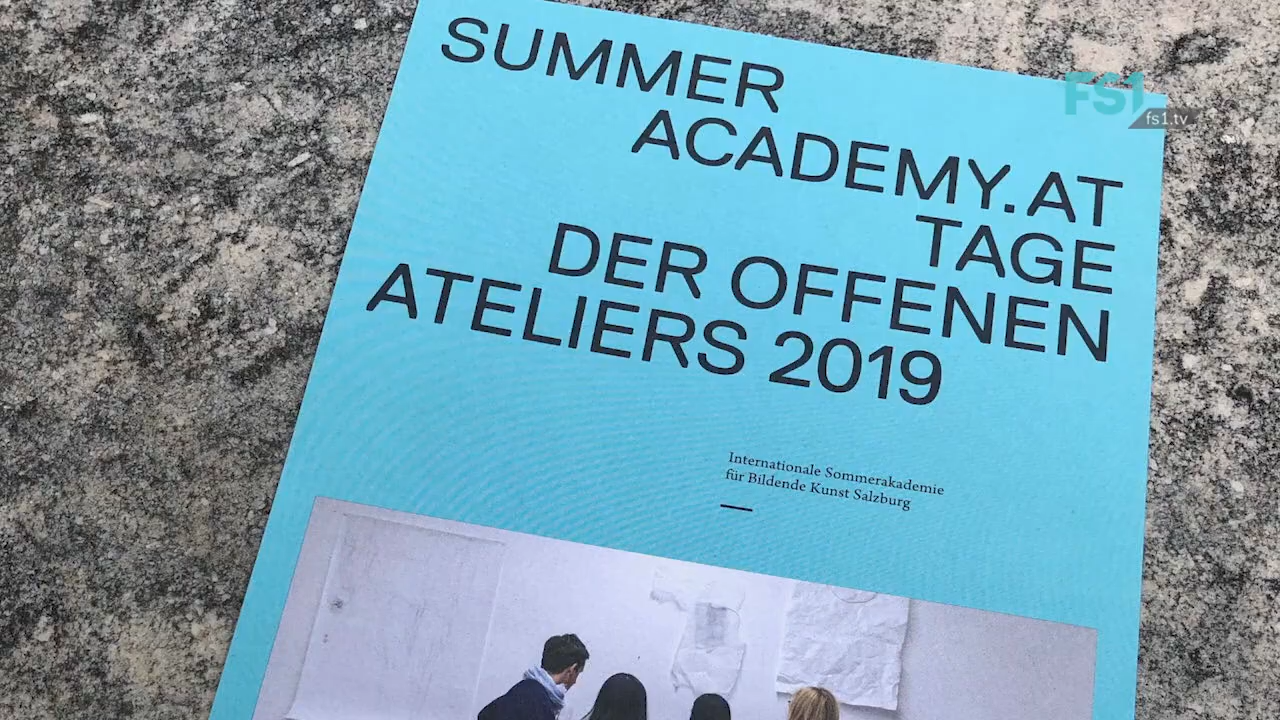 SUMMER
ACADEMY.AT
TAGE
DER OFFENEN
ATELIERS 2019
Internationale Sommerakademie
für Bildende Kunst Salzburg
FS1
fs1.tv